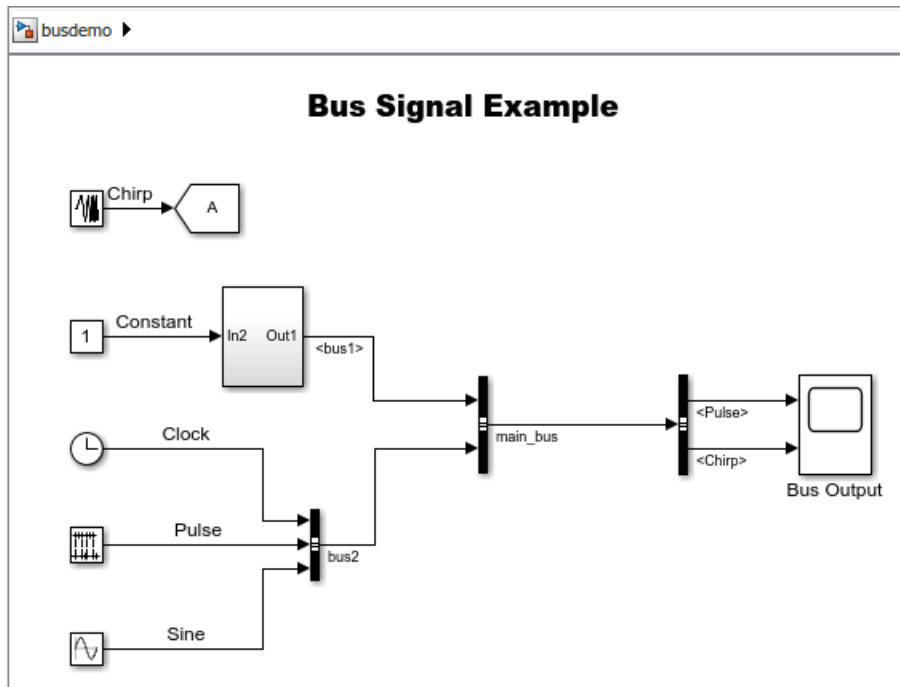 busdemo
Bus Signal Example
Chirp
A
Constant
1
In2 Out1
<bus1>
Clock
Pulse
bus2
Sine
main_bus
<Pulse>
<Chirp>
Bus Output